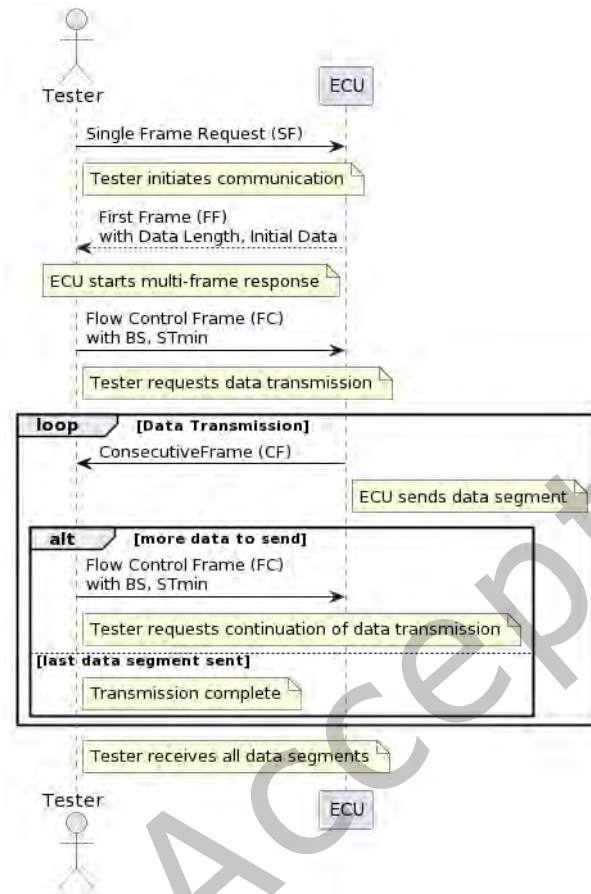 Tester
ECU
Single Frame Request (SF)
Tester initiates communication
First Frame (FF)
with Data Length, Initial Data
ECU starts multi-frame response
Flow Control Frame (FC)
with BS, STmin
Tester requests data transmission
loop [Data Transmission]
ConsecutiveFrame (CF)
ECU sends data segment
alt [more data to send]
Flow Control Frame (FC)
with BS, STmin
Tester requests continuation of data transmission
[last data segment sent]
Transmission complete
Tester receives all data segments
Tester
ECU
Accept